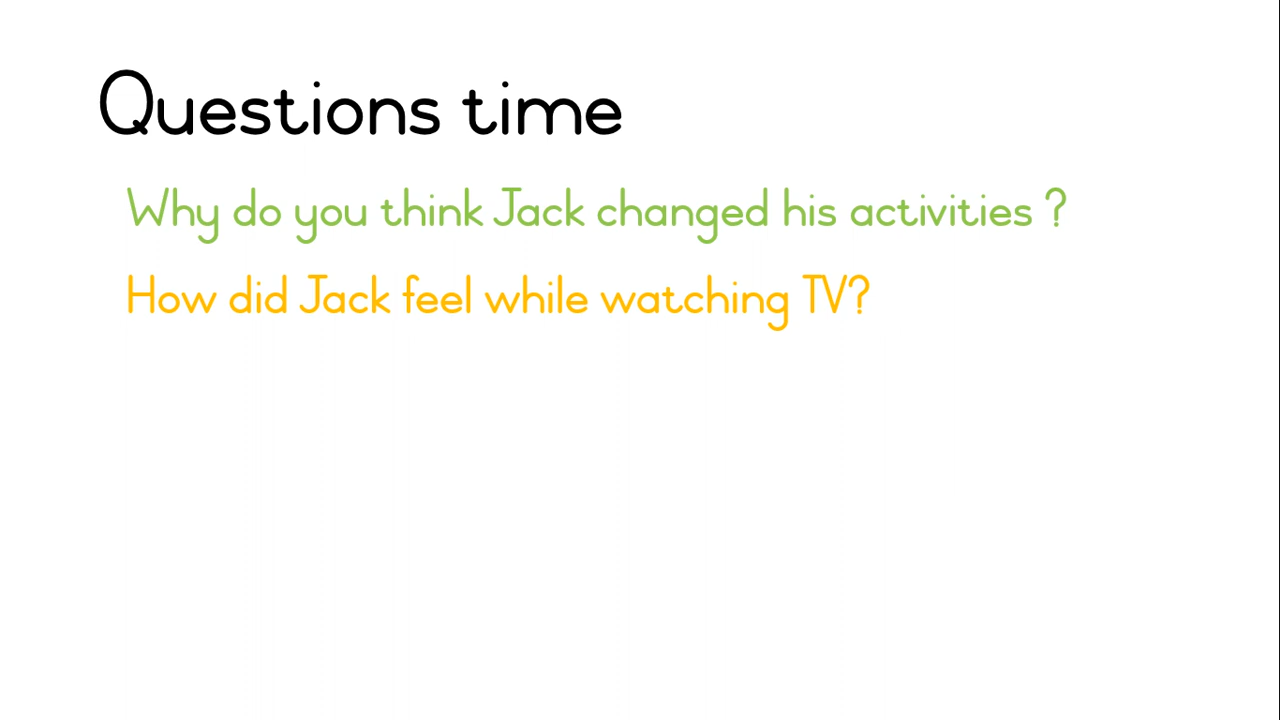 Questions time
Why do you think Jack changed his activities ?
How did Jack feel while watching TV?